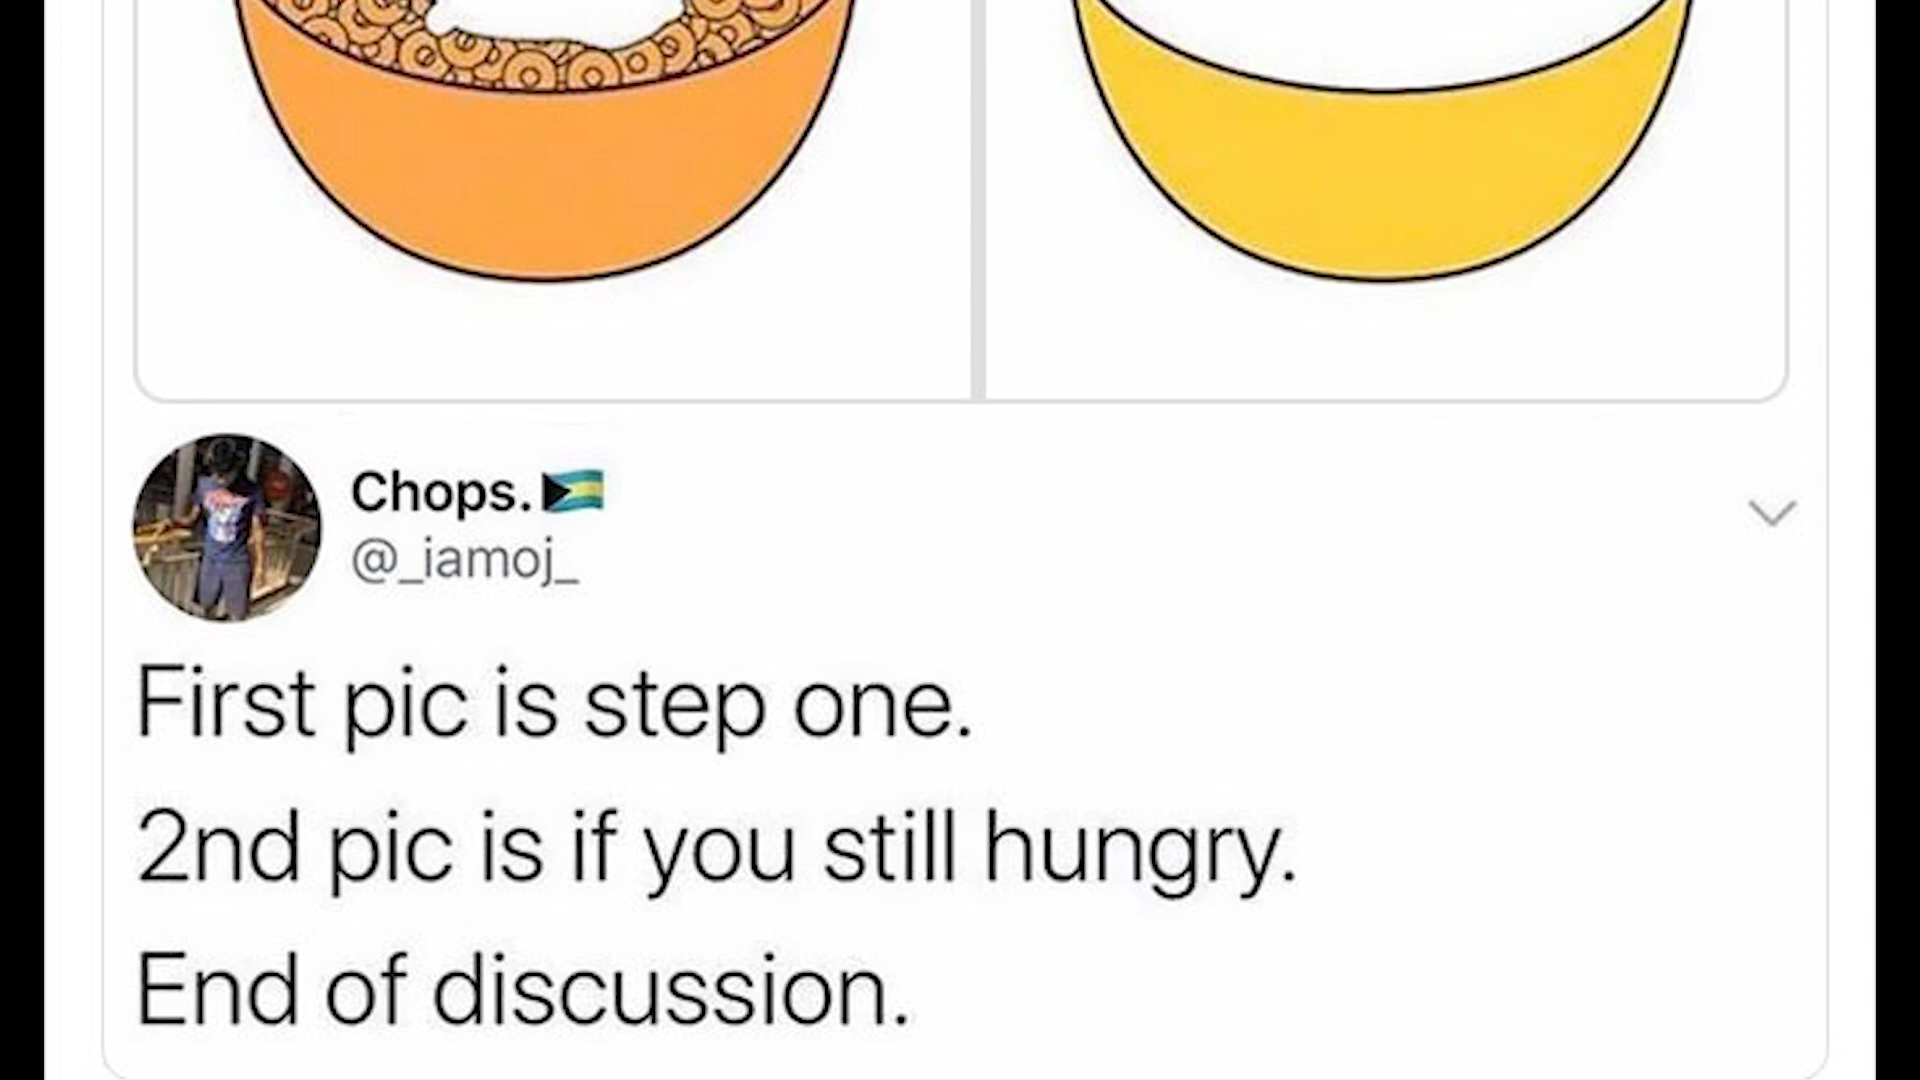 Chops.🇧🇸
@_iamoj_
First pic is step one.
2nd pic is if you still hungry.
End of discussion.